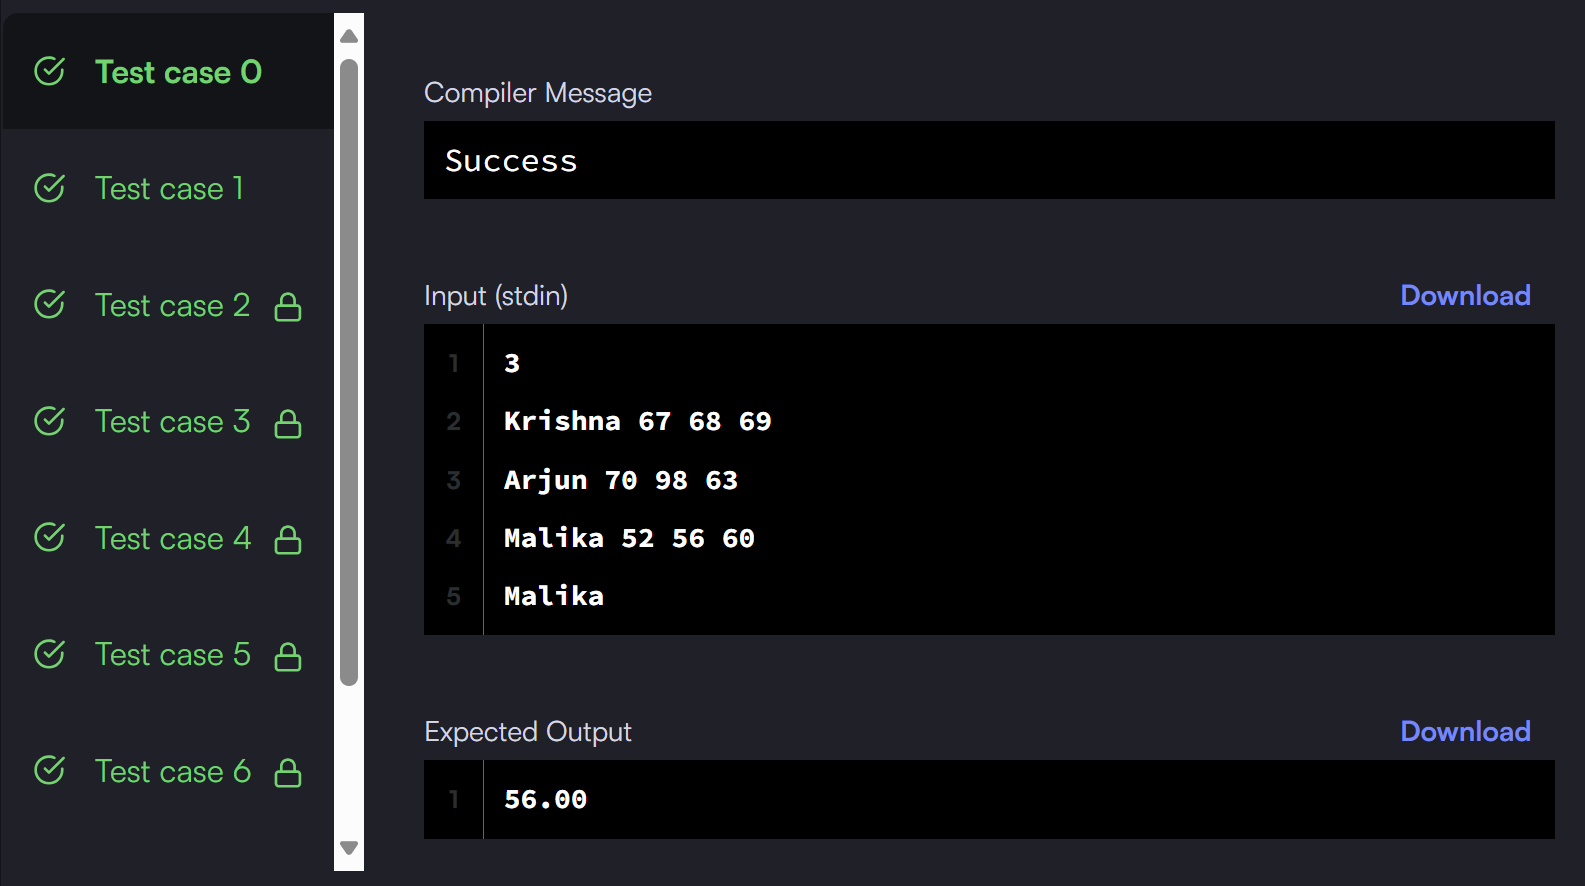 Test case 0
Test case 1
Test case 2
Test case 3
Test case 4
Test case 5
Test case 6
Compiler Message
Success
Input (stdin)
Download
1 3
2 Krishna 67 68 69
3 Arjun 70 98 63
4 Malika 52 56 60
5 Malika
Expected Output
Download
1 56.00